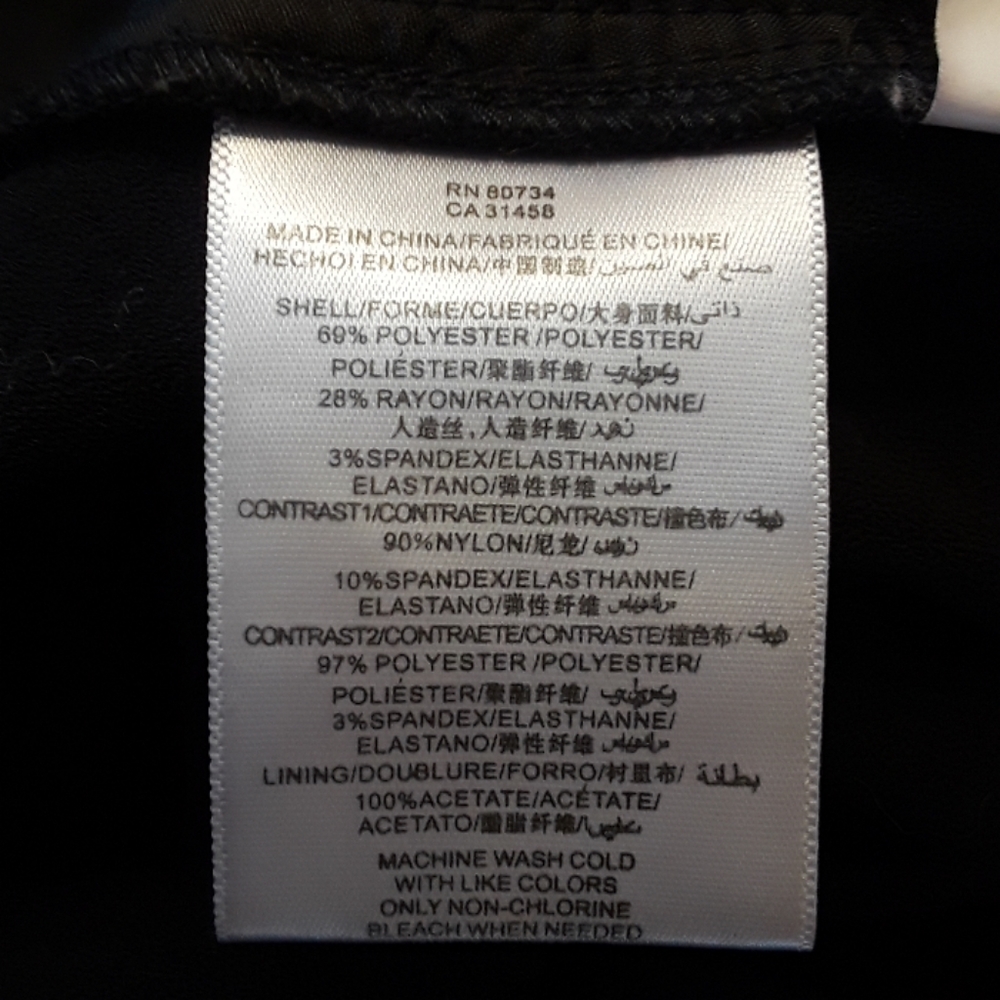 RN 80734
CA 31458
MADE IN CHINA/FABRIQUÉ EN CHINE/
HECHO! EN CHINA/中国制造/صنع في الصين
SHELL/FORME/CUERPO/大身面料/
69% POLYESTER /POLYESTER/
POLIÉSTER/聚酯纤维/
28% RAYON/RAYON/RAYONNE/
人造丝,人造纤维/
3%SPANDEX/ELASTHANNE/
ELASTANO/弹性纤维
CONTRAST1/CONTRAETE/CONTRASTE/撞色布/
90%NYLON/尼龙/
10%SPANDEX/ELASTHANNE/
ELASTANO/弹性纤维
CONTRAST2/CONTRAETE/CONTRASTE/撞色布/
97% POLYESTER /POLYESTER/
POLIÉSTER/聚酯纤维/
3%SPANDEX/ELASTHANNE/
ELASTANO/弹性纤维
LINING/DOUBLURE/FORRO/衬里布/ بطانة
100%ACETATE/ACÉTATE/
ACETATO/醋脂纤维/
MACHINE WASH COLD
WITH LIKE COLORS
ONLY NON-CHLORINE
BLEACH WHEN NEEDED